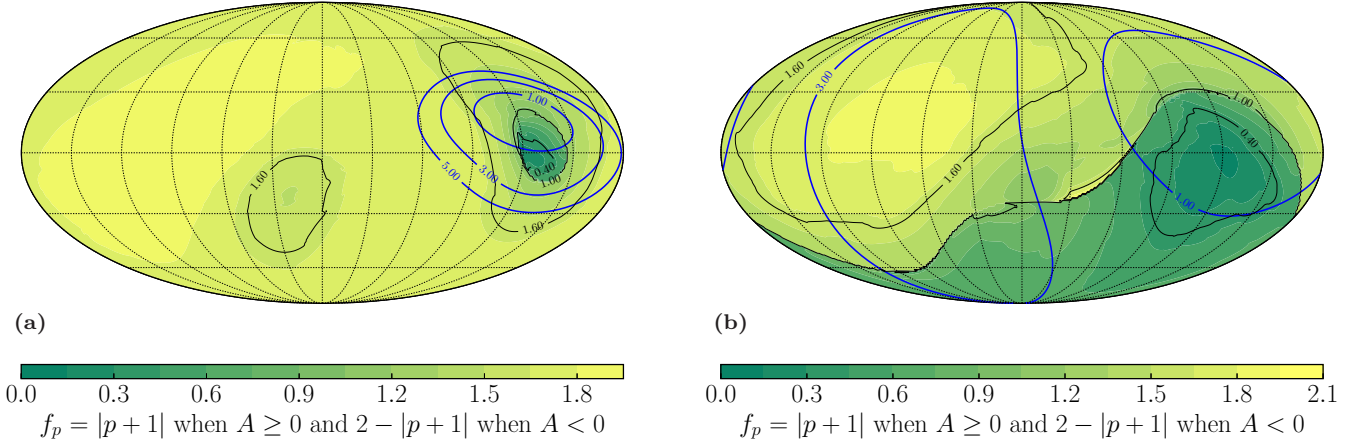 1.60
1.00
5.00
3.00
0.40
1.00
1.60
1.60
1.60
3.00
1.00
0.40
1.00
(a)
(b)
0.0 0.3 0.6 0.9 1.2 1.5 1.8
0.0 0.3 0.6 0.9 1.2 1.5 1.8 2.1
f_p = |p + 1| when A ≥ 0 and 2 − |p + 1| when A < 0
f_p = |p + 1| when A ≥ 0 and 2 − |p + 1| when A < 0